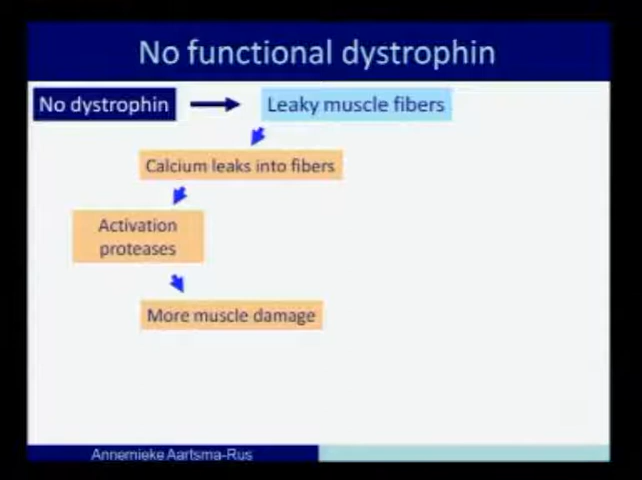 No functional dystrophin
No dystrophin
Leaky muscle fibers
Calcium leaks into fibers
Activation
proteases
More muscle damage
Annemieke Aartsma-Rus